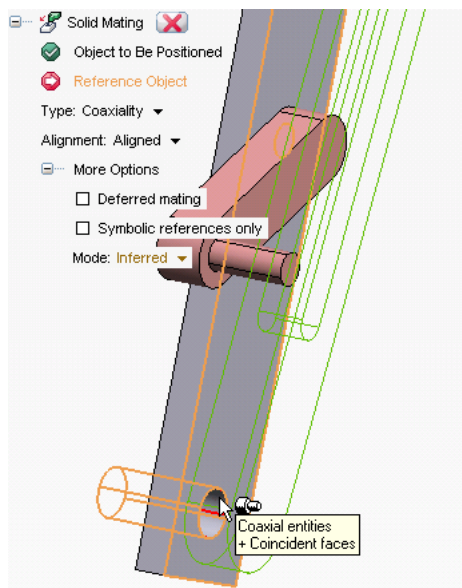 Solid Mating
Object to Be Positioned
Reference Object
Type: Coaxiality
Alignment: Aligned
More Options
Deferred mating
Symbolic references only
Mode: Inferred
Coaxial entities
+ Coincident faces